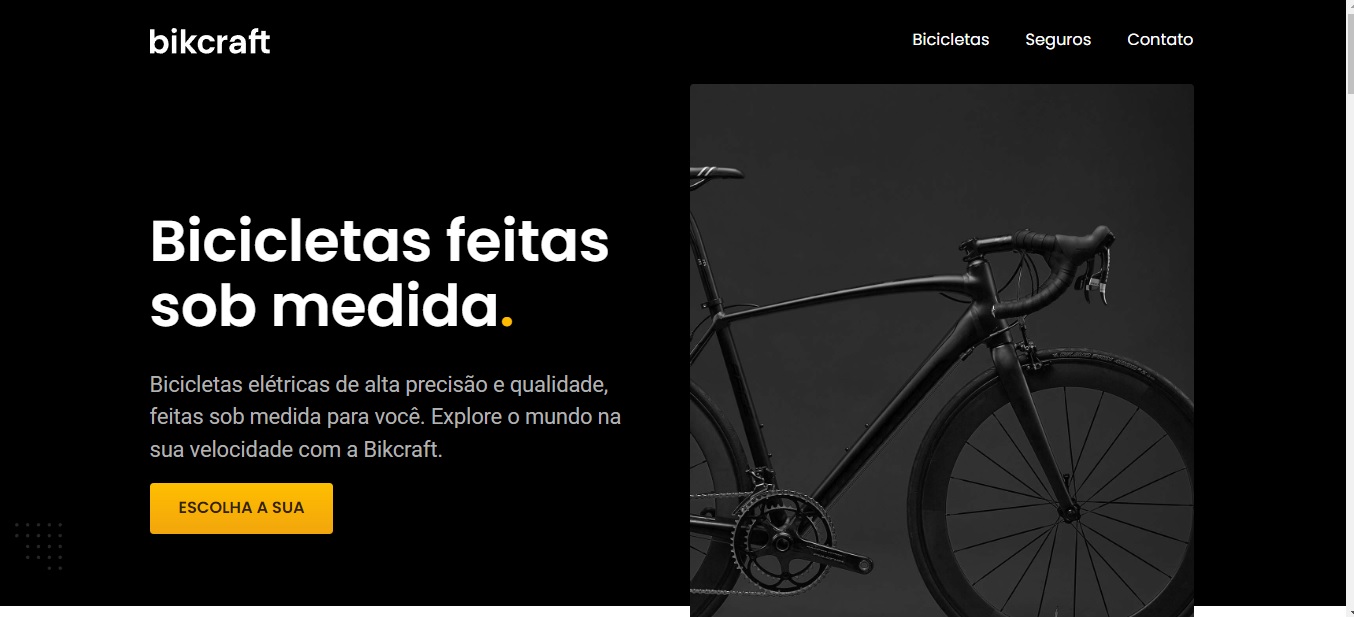 bikcraft
Bicicletas
Seguros
Contato
Bicicletas feitas
sob medida.
Bicicletas elétricas de alta precisão e qualidade,
feitas sob medida para você. Explore o mundo na
sua velocidade com a Bikcraft.
ESCOLHA A SUA